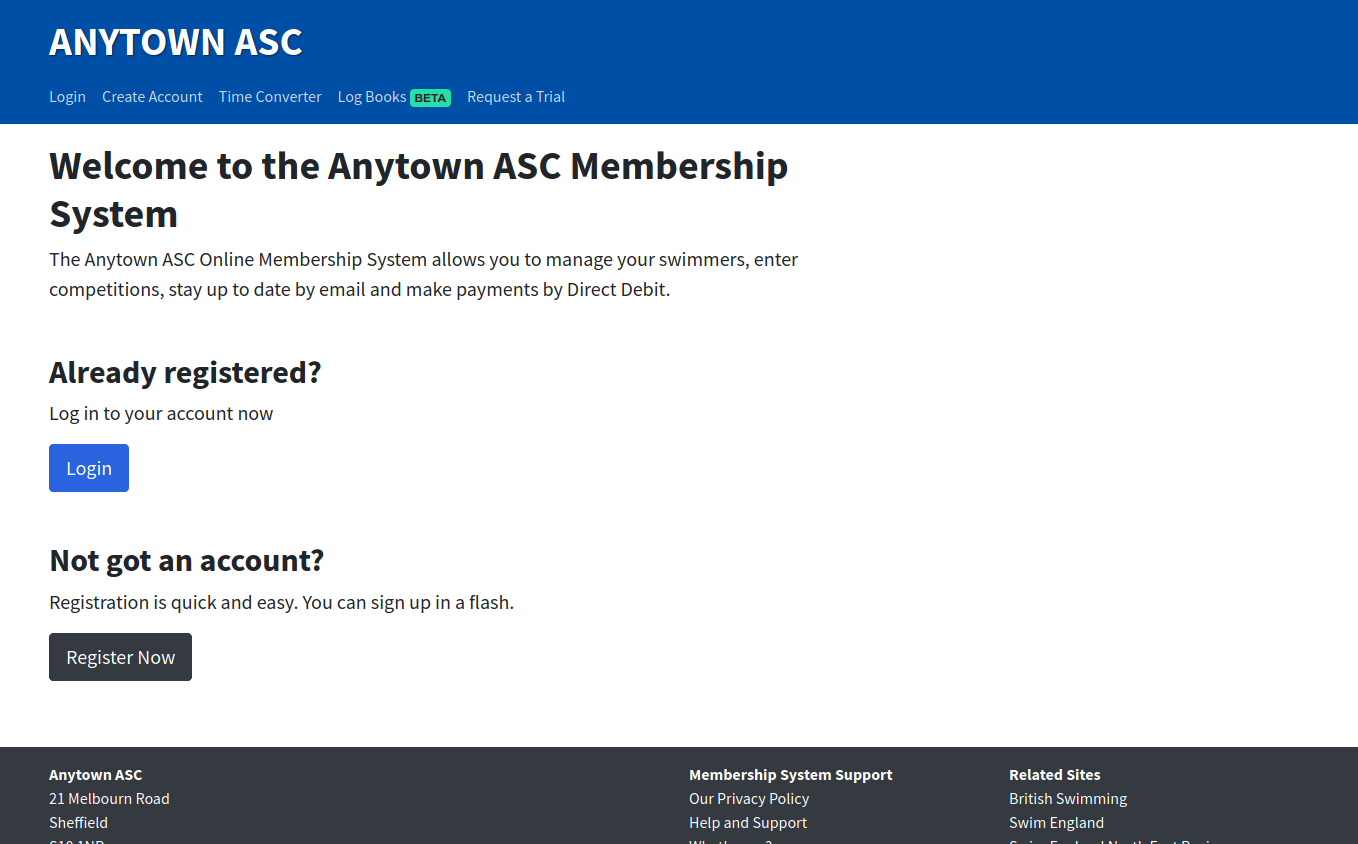 ANYTOWN ASC
Login Create Account Time Converter Log Books BETA Request a Trial
Welcome to the Anytown ASC Membership
System
The Anytown ASC Online Membership System allows you to manage your swimmers, enter
competitions, stay up to date by email and make payments by Direct Debit.
Already registered?
Log in to your account now
Login
Not got an account?
Registration is quick and easy. You can sign up in a flash.
Register Now
Anytown ASC
21 Melbourn Road
Sheffield
Membership System Support
Our Privacy Policy
Help and Support
Related Sites
British Swimming
Swim England